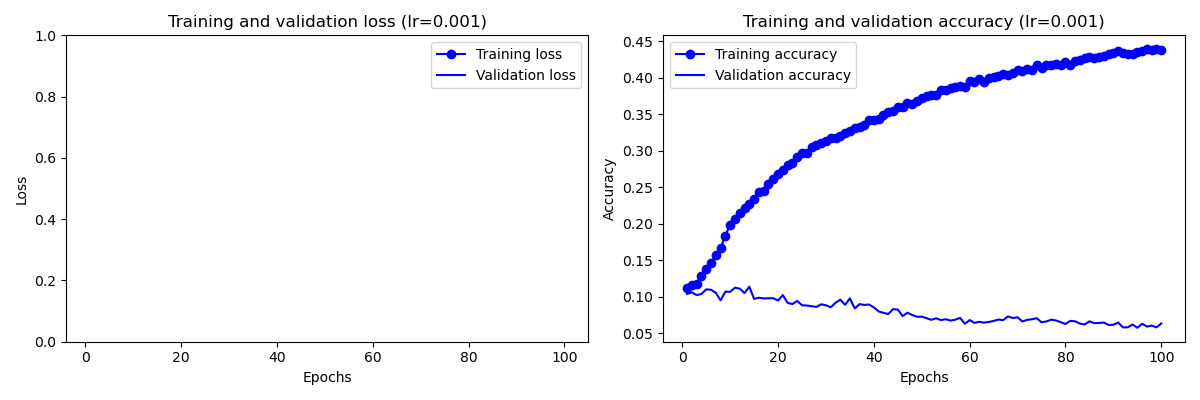 Training and validation loss (lr=0.001)
1.0
0.8
0.6
0.4
0.2
0.0
Loss
Training loss
Validation loss
0 20 40 60 80 100
Epochs
Training and validation accuracy (lr=0.001)
0.45
0.40
0.35
0.30
0.25
0.20
0.15
0.10
0.05
Accuracy
Training accuracy
Validation accuracy
0 20 40 60 80 100
Epochs